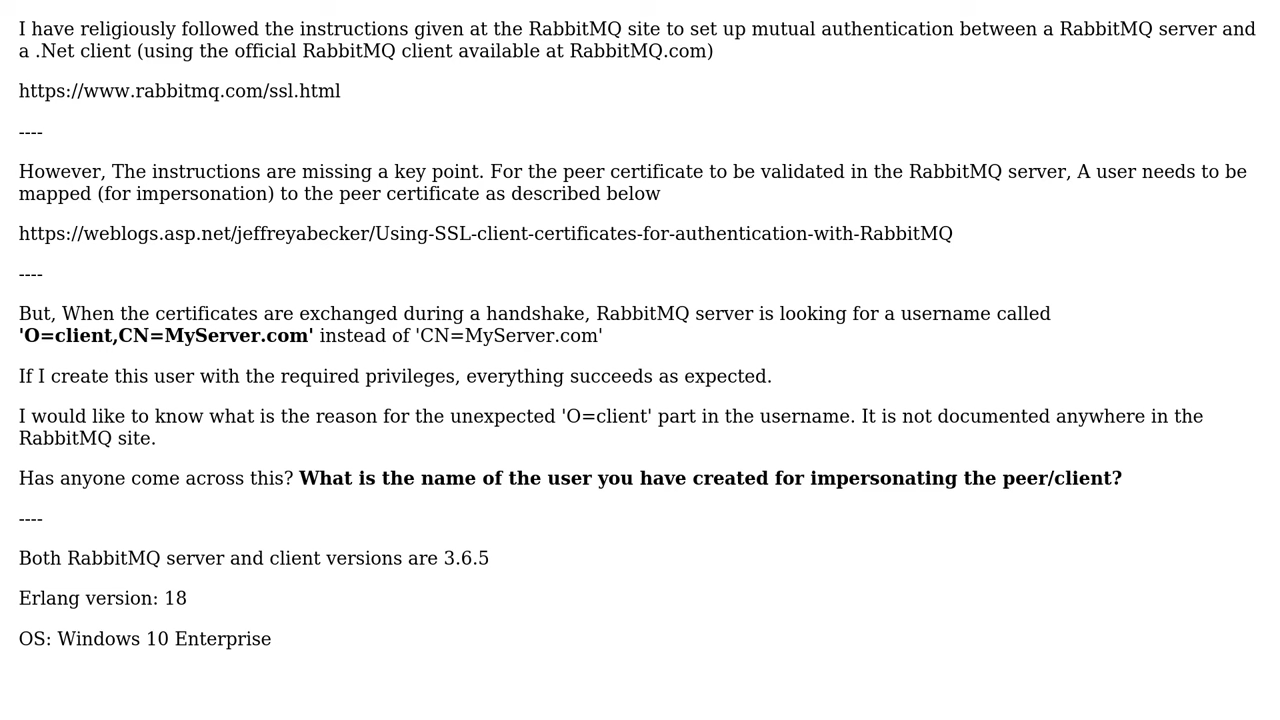 I have religiously followed the instructions given at the RabbitMQ site to set up mutual authentication between a RabbitMQ server and
a .Net client (using the official RabbitMQ client available at RabbitMQ.com)
https://www.rabbitmq.com/ssl.html
----
However, The instructions are missing a key point. For the peer certificate to be validated in the RabbitMQ server, A user needs to be
mapped (for impersonation) to the peer certificate as described below
https://weblogs.asp.net/jeffreyabecker/Using-SSL-client-certificates-for-authentication-with-RabbitMQ
----
But, When the certificates are exchanged during a handshake, RabbitMQ server is looking for a username called
'O=client,CN=MyServer.com' instead of 'CN=MyServer.com'
If I create this user with the required privileges, everything succeeds as expected.
I would like to know what is the reason for the unexpected 'O=client' part in the username. It is not documented anywhere in the
RabbitMQ site.
Has anyone come across this? What is the name of the user you have created for impersonating the peer/client?
----
Both RabbitMQ server and client versions are 3.6.5
Erlang version: 18
OS: Windows 10 Enterprise